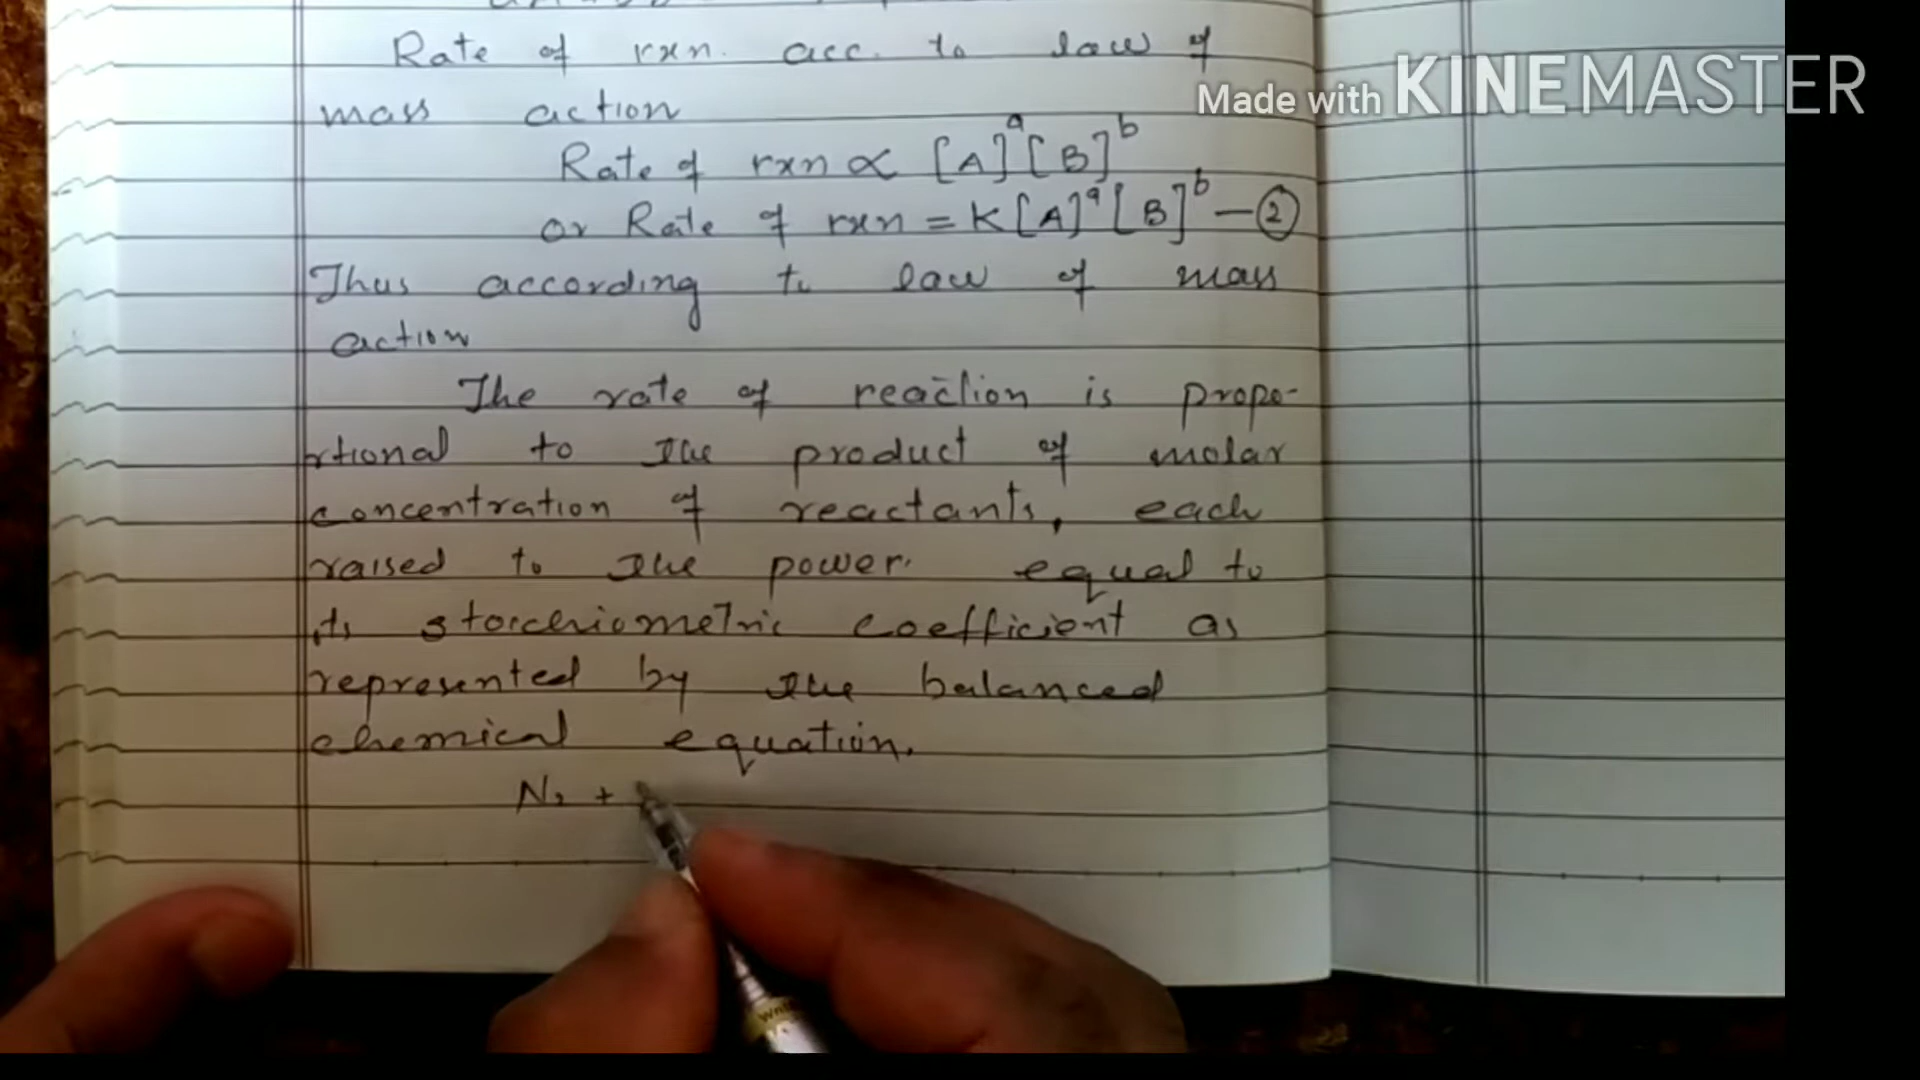 Rate of rxn. acc. to law of
mass action
Rate of rxn ∝ [A]^a [B]^b
or Rate of rxn = K[A]^a [B]^b — ②
Thus according to law of mass
action
The rate of reaction is propo-
rtional to the product of molar
concentration of reactants, each
raised to the power. equal to
its stoichiometric coefficient as
represented by the balanced
chemical equation.
N₂ +
Made with KINEMASTER